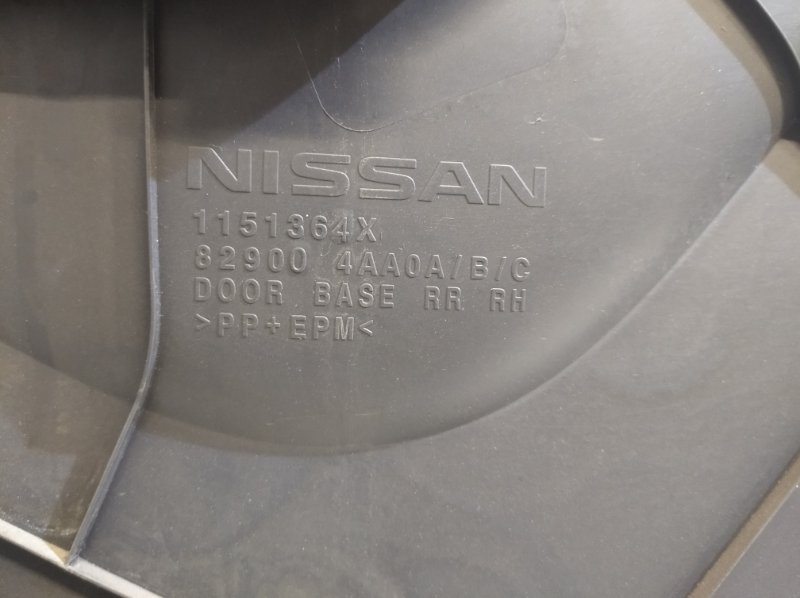 NISSAN
1151364X
82900 4AA0A/B/C
DOOR BASE RR RH
>PP+EPM<